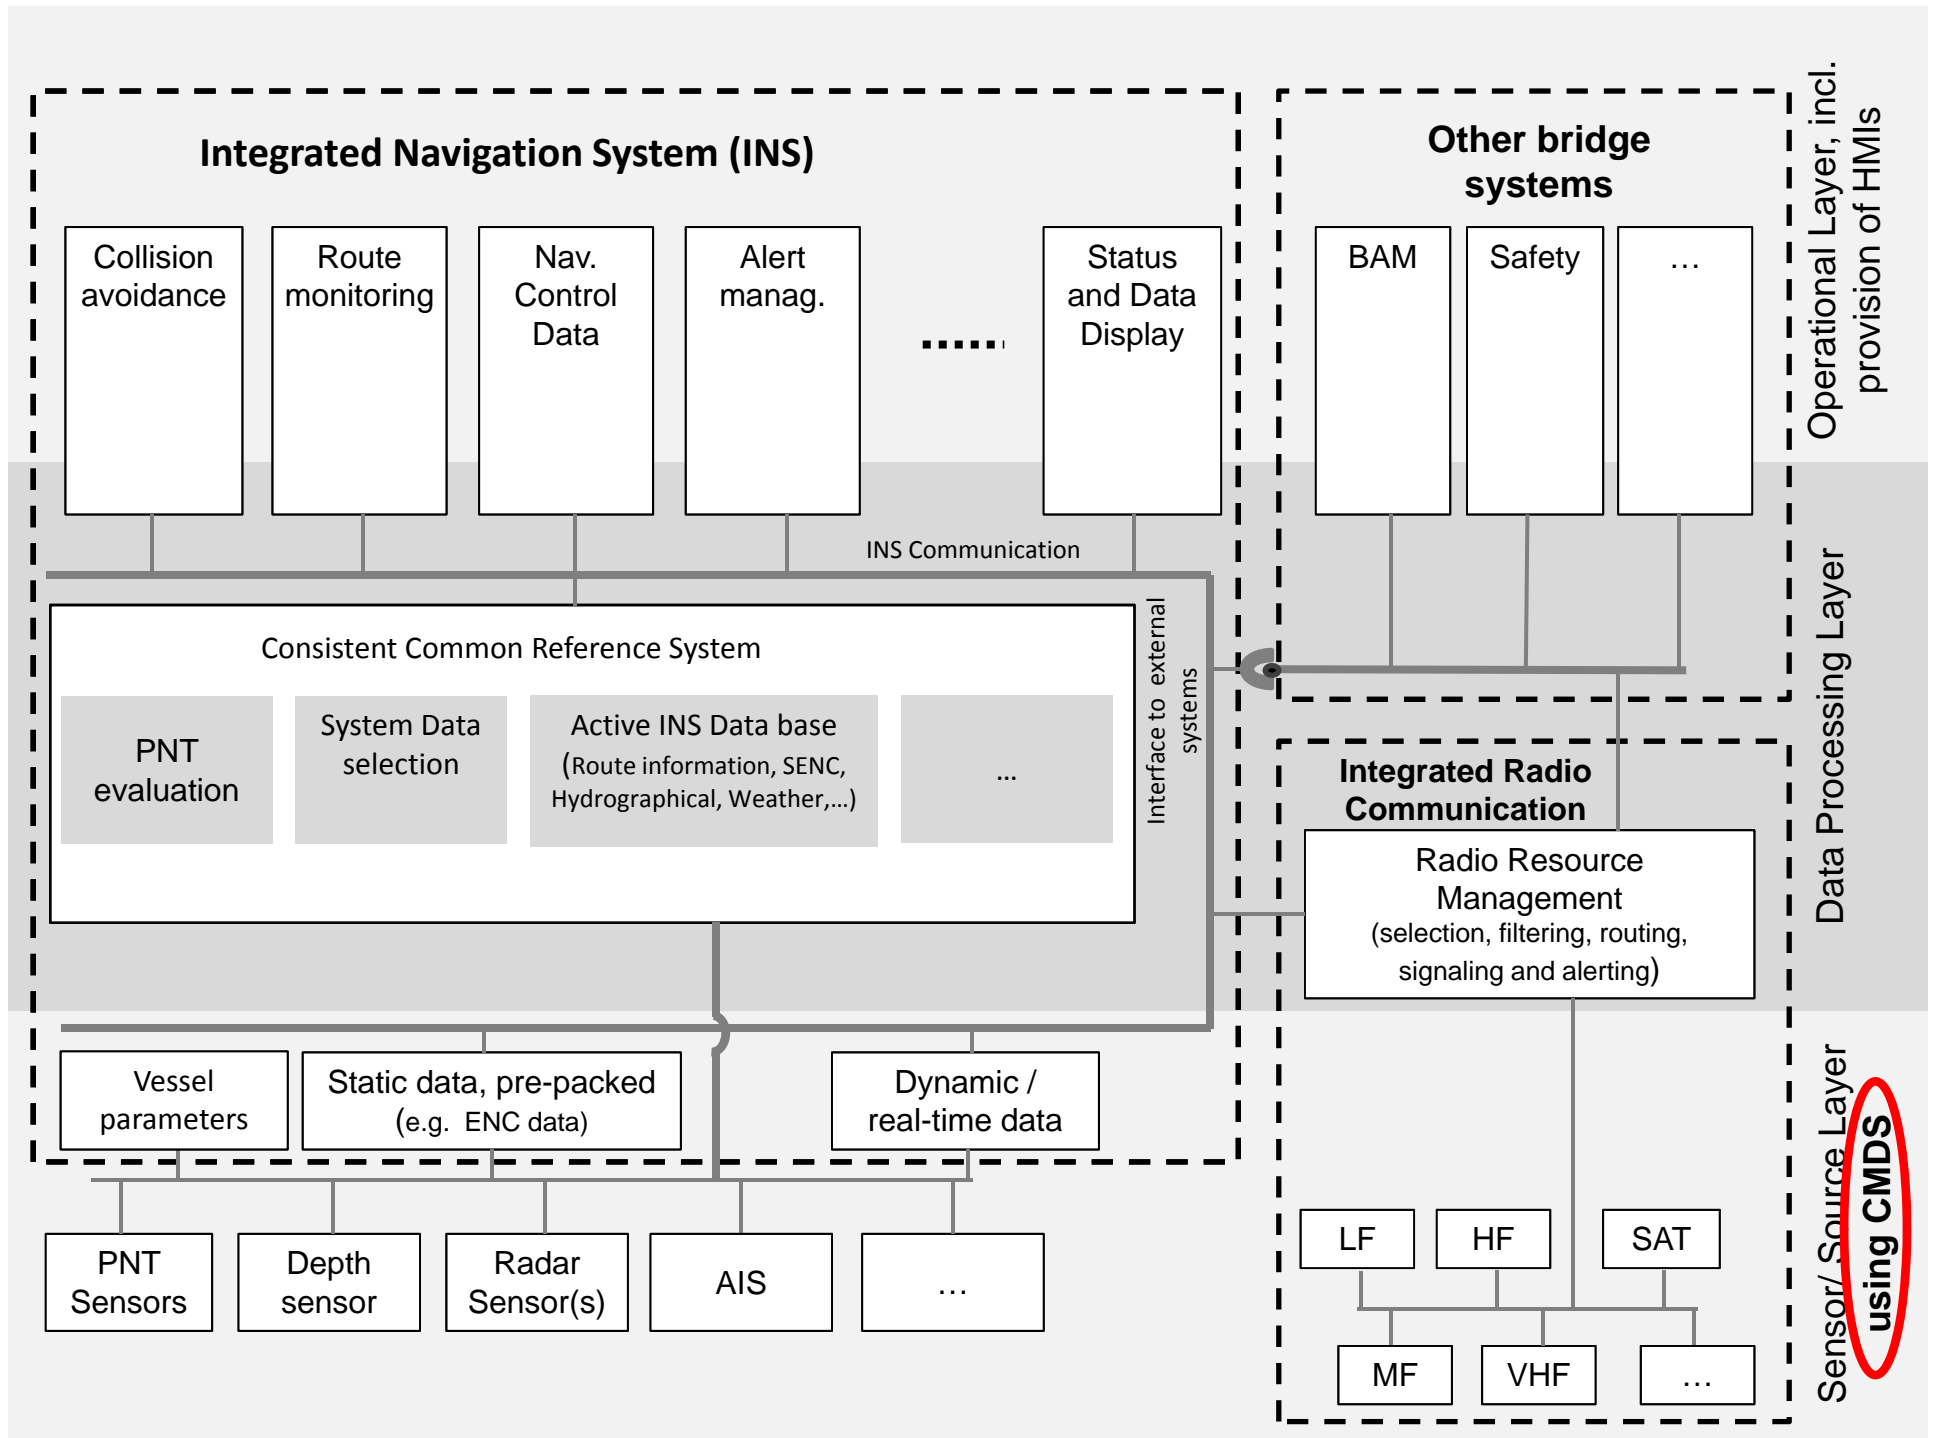 Integrated Navigation System (INS)
Collision
avoidance
Route
monitoring
Nav.
Control
Data
Alert
manag.
Status
and Data
Display
Other bridge
systems
BAM
Safety
…
Operational Layer, incl.
provision of HMIs
INS Communication
Consistent Common Reference System
PNT
evaluation
System Data
selection
Active INS Data base
(Route information, SENC,
Hydrographical, Weather,…)
…
Interface to external
systems
Integrated Radio
Communication
Radio Resource
Management
(selection, filtering, routing,
signaling and alerting)
Data Processing Layer
Vessel
parameters
Static data, pre-packed
(e.g. ENC data)
Dynamic /
real-time data
PNT
Sensors
Depth
sensor
Radar
Sensor(s)
AIS
…
LF
HF
SAT
MF
VHF
…
Sensor/ Source Layer
using CMDS